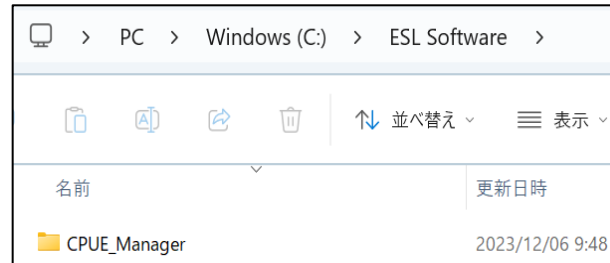 PC > Windows (C:) > ESL Software >
並べ替え 表示
名前 更新日時
CPUE_Manager 2023/12/06 9:48